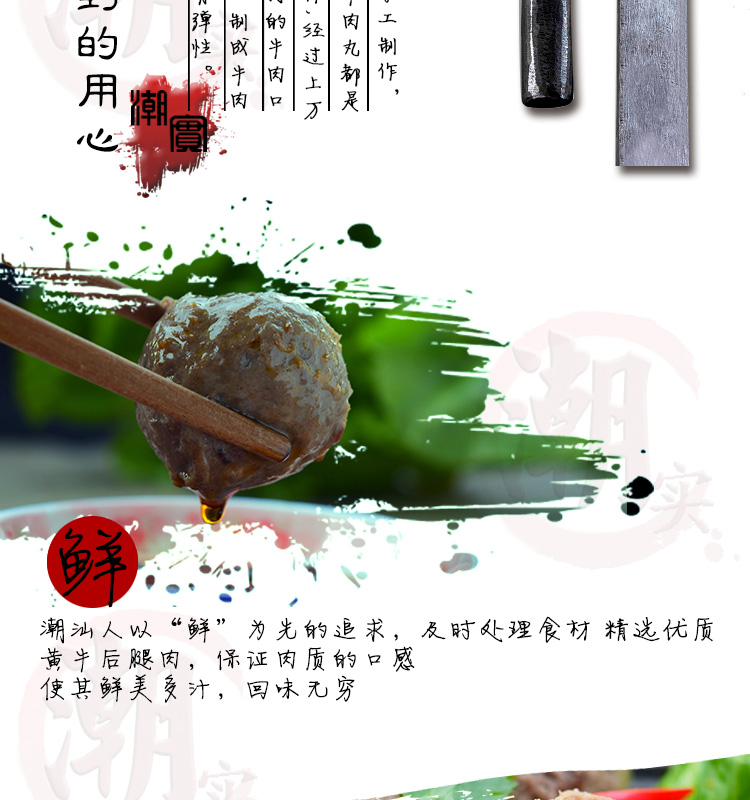 工制作，
牛肉丸都是
经过上万
的牛肉口
制成牛肉
弹性。
的用心
潮
實
潮
实
鲜
潮汕人以“鲜”为先的追求，及时处理食材 精选优质
黄牛后腿肉，保证肉质的口感
使其鲜美多汁，回味无穷
潮
实